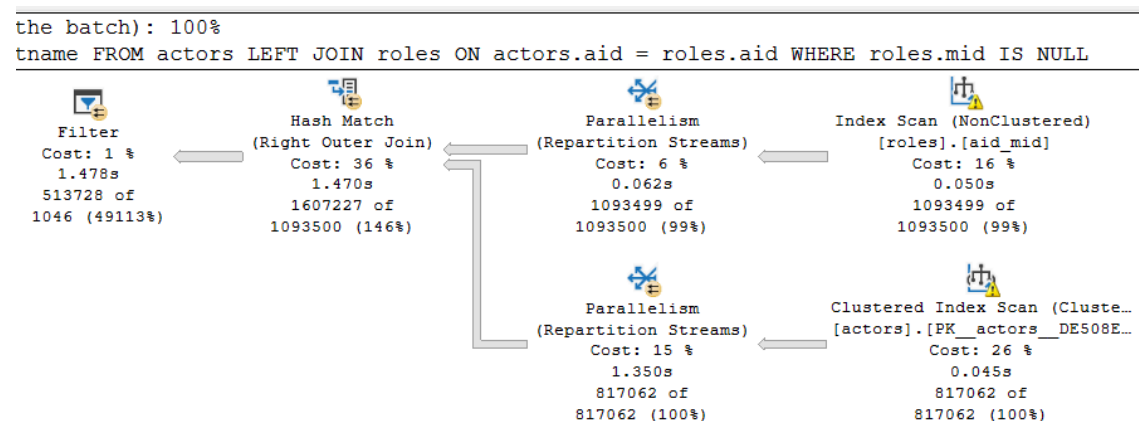 the batch): 100%
tname FROM actors LEFT JOIN roles ON actors.aid = roles.aid WHERE roles.mid IS NULL
Filter
Cost: 1 %
1.478s
513728 of
1046 (49113%)
Hash Match
(Right Outer Join)
Cost: 36 %
1.470s
1607227 of
1093500 (146%)
Parallelism
(Repartition Streams)
Cost: 6 %
0.062s
1093499 of
1093500 (99%)
Index Scan (NonClustered)
[roles].[aid_mid]
Cost: 16 %
0.050s
1093499 of
1093500 (99%)
Parallelism
(Repartition Streams)
Cost: 15 %
1.350s
817062 of
817062 (100%)
Clustered Index Scan (Cluste…
[actors].[PK__actors__DE508E…
Cost: 26 %
0.045s
817062 of
817062 (100%)